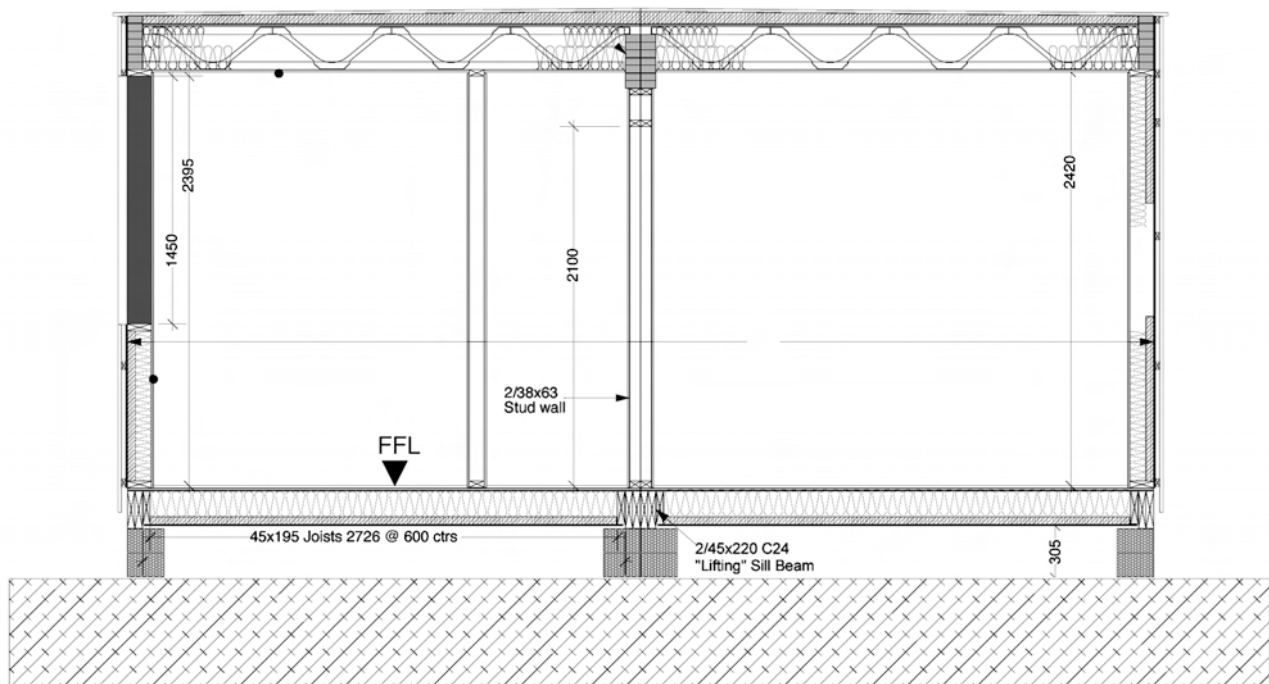 2395
1450
2100
2420
2/38x63
Stud wall
FFL
45x195 Joists 2726 @ 600 ctrs
2/45x220 C24
"Lifting" Sill Beam
305